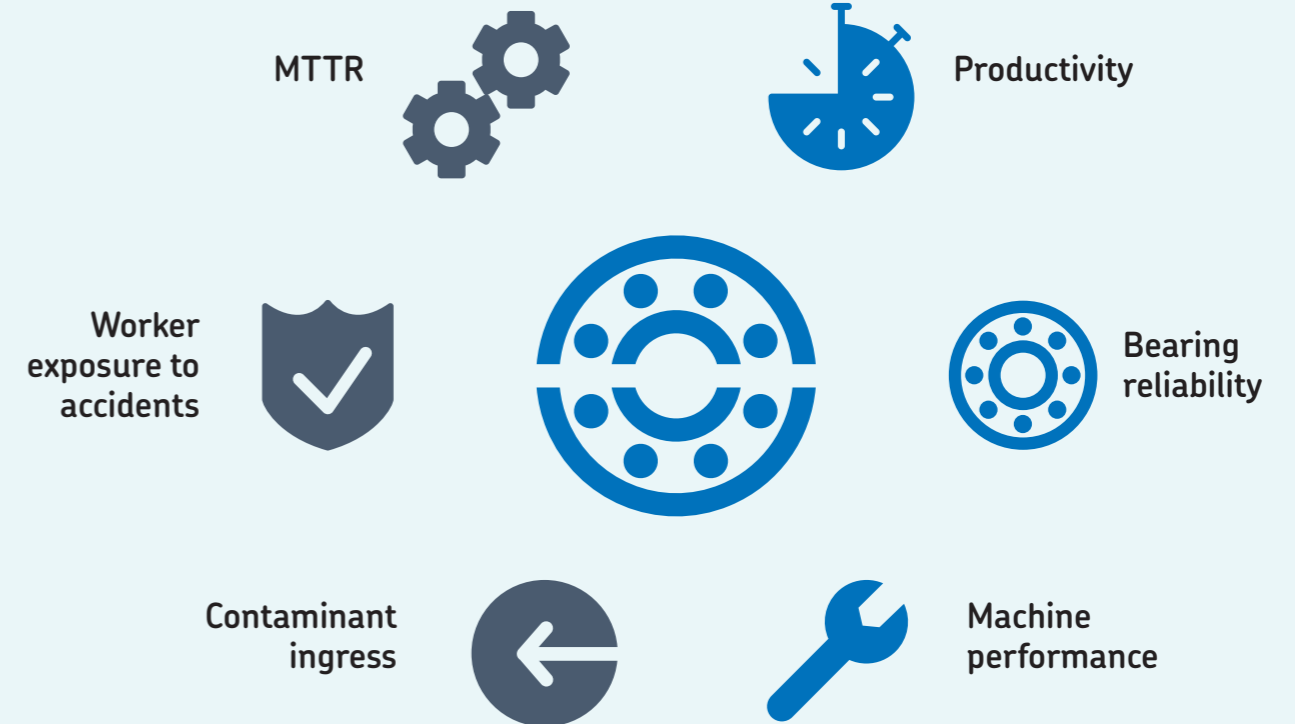 MTTR
Productivity
Worker
exposure to
accidents
Bearing
reliability
Contaminant
ingress
Machine
performance